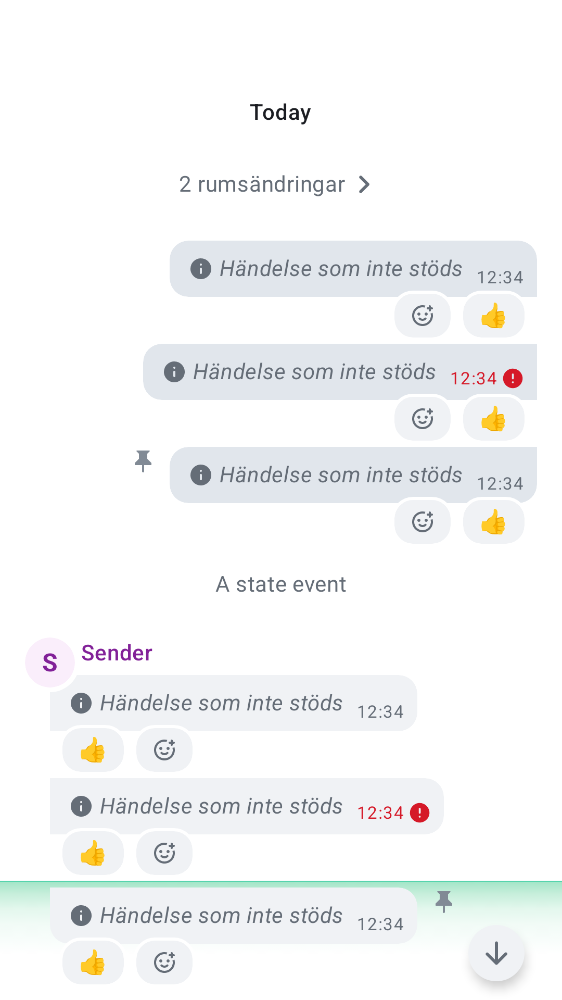 Today
2 rumsändringar
Händelse som inte stöds 12:34
Händelse som inte stöds 12:34
Händelse som inte stöds 12:34
A state event
S Sender
Händelse som inte stöds 12:34
Händelse som inte stöds 12:34
Händelse som inte stöds 12:34